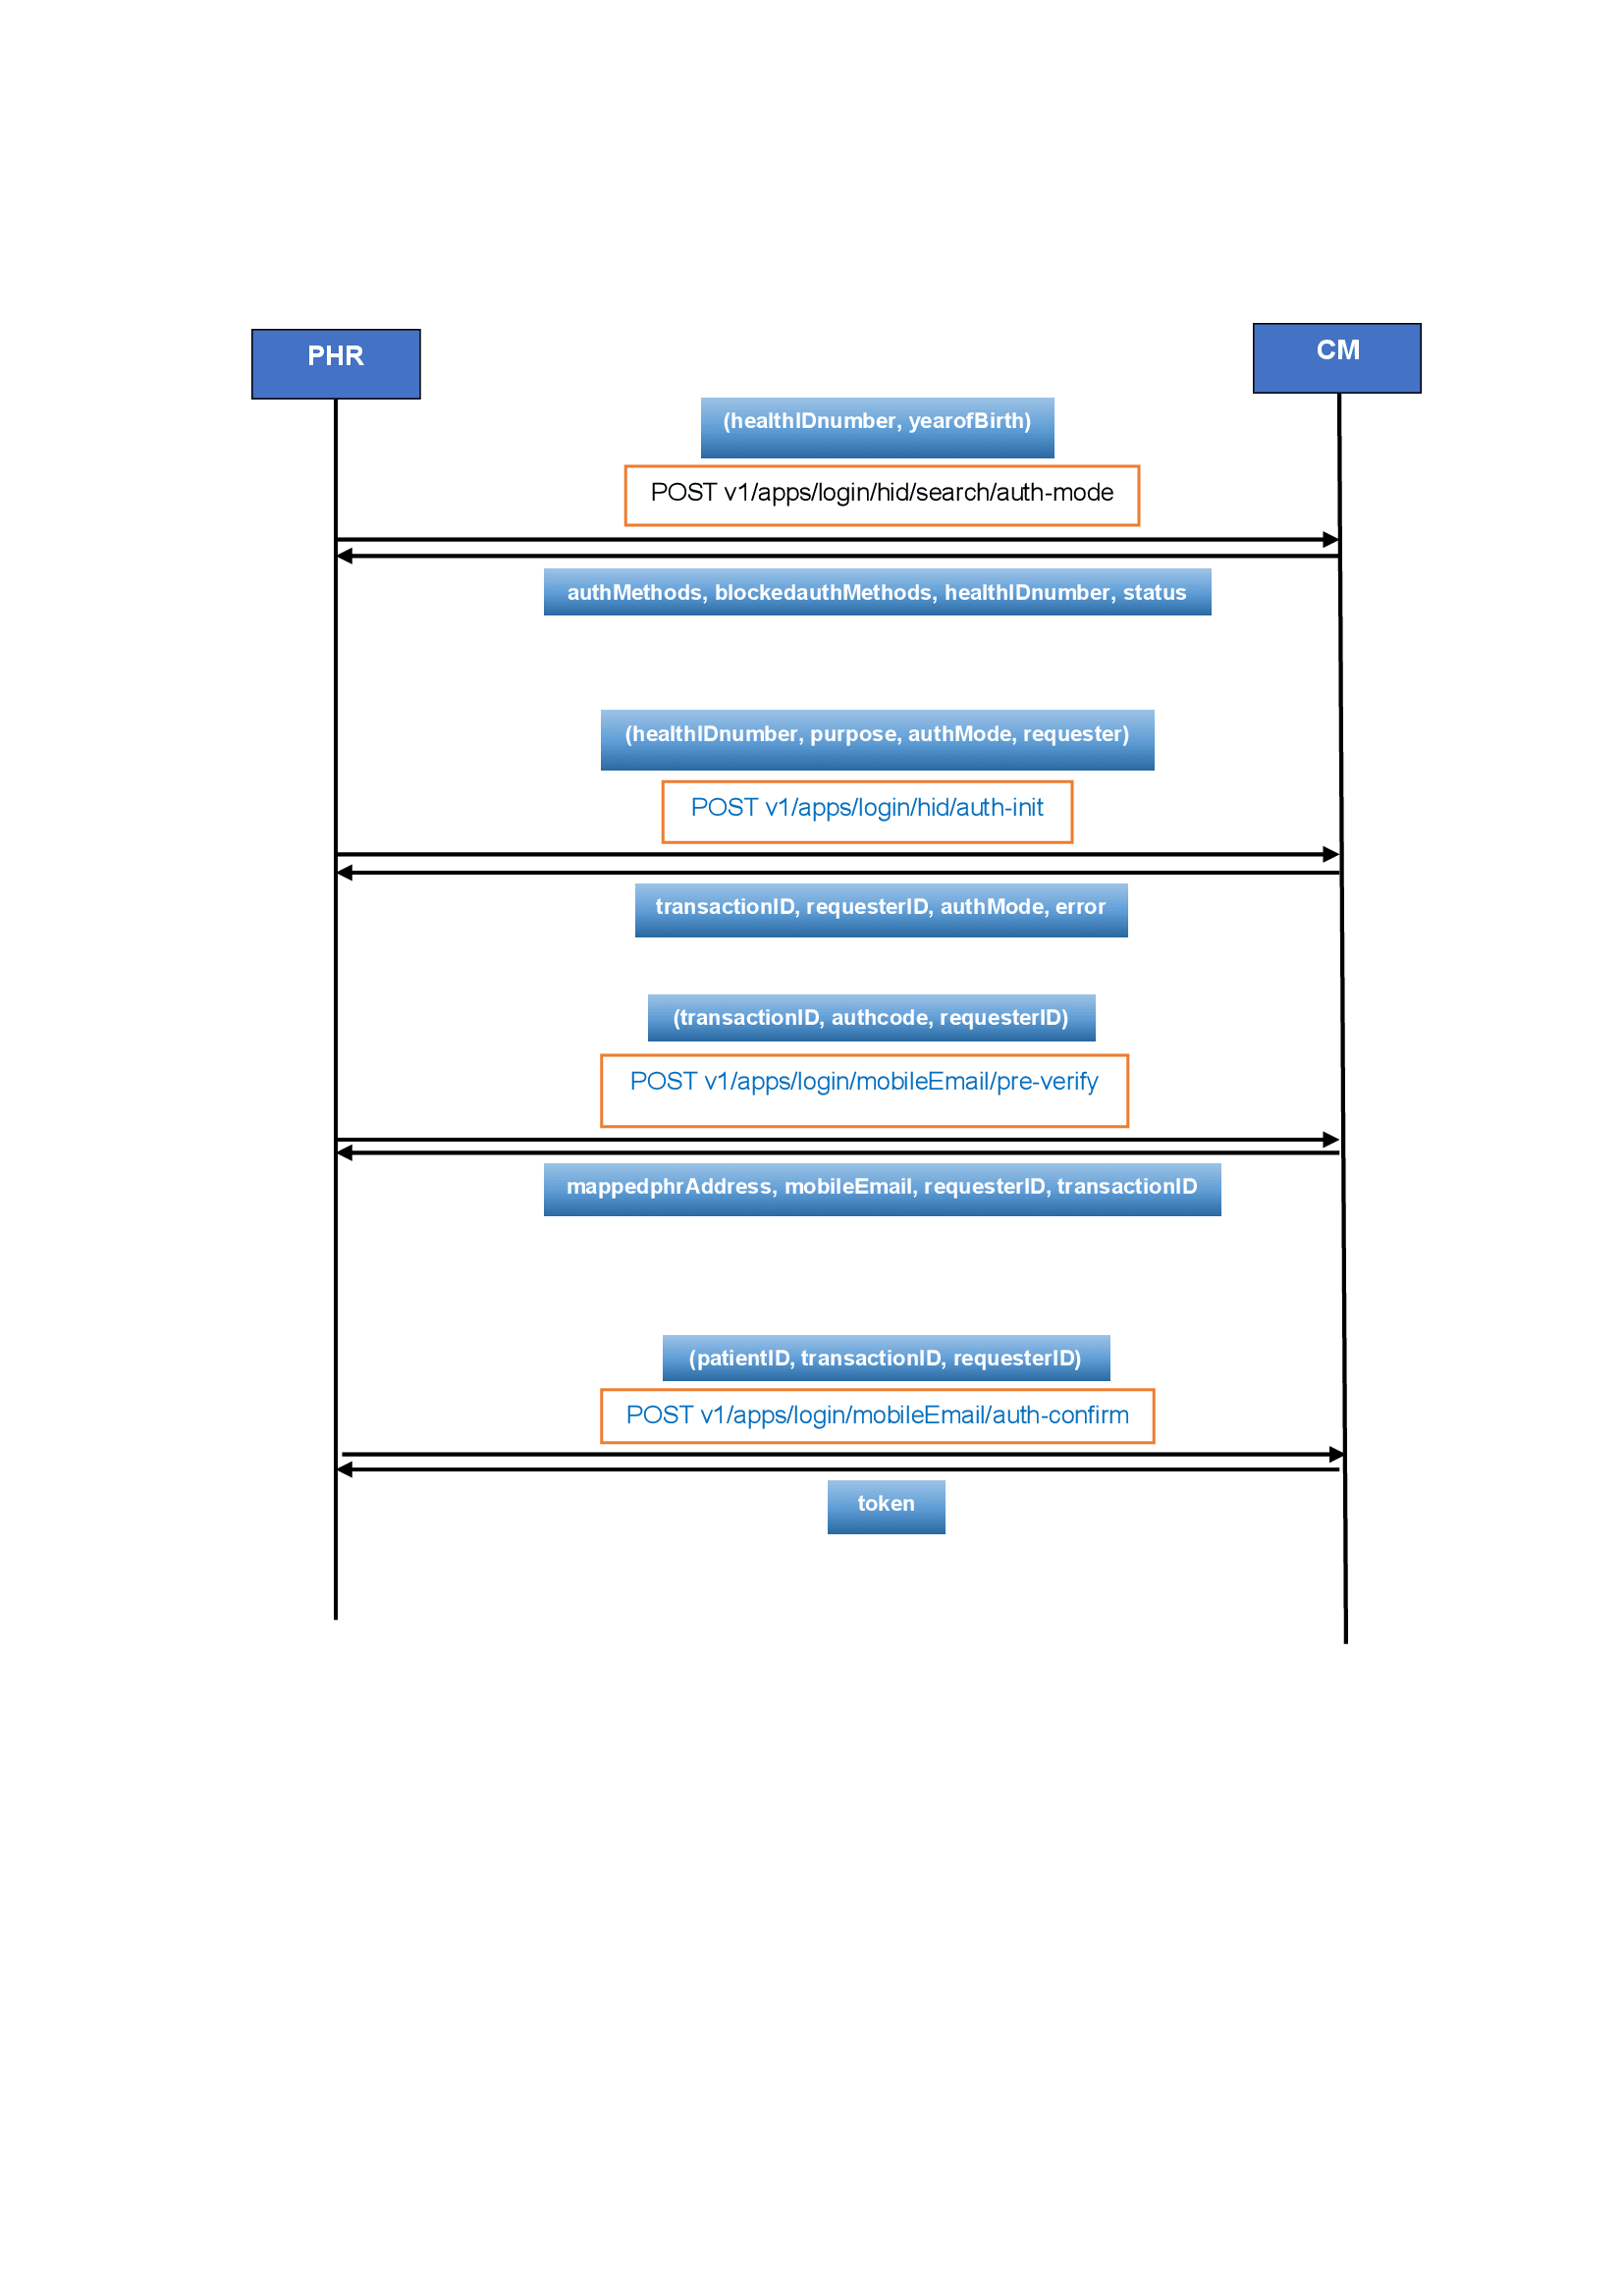 PHR
CM
(healthIDnumber, yearofBirth)
POST v1/apps/login/hid/search/auth-mode
authMethods, blockedauthMethods, healthIDnumber, status
(healthIDnumber, purpose, authMode, requester)
POST v1/apps/login/hid/auth-init
transactionID, requesterID, authMode, error
(transactionID, authcode, requesterID)
POST v1/apps/login/mobileEmail/pre-verify
mappedphrAddress, mobileEmail, requesterID, transactionID
(patientID, transactionID, requesterID)
POST v1/apps/login/mobileEmail/auth-confirm
token